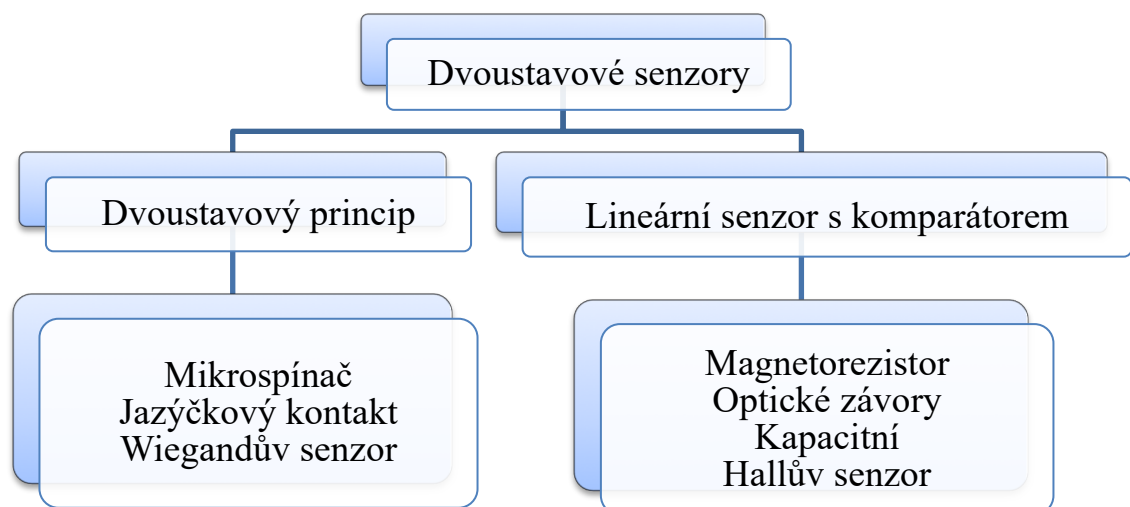 Dvoustavové senzory
Dvoustavový princip
Lineární senzor s komparátorem
Mikrospínač
Jazýčkový kontakt
Wiegandův senzor
Magnetorezistor
Optické závory
Kapacitní
Hallův senzor